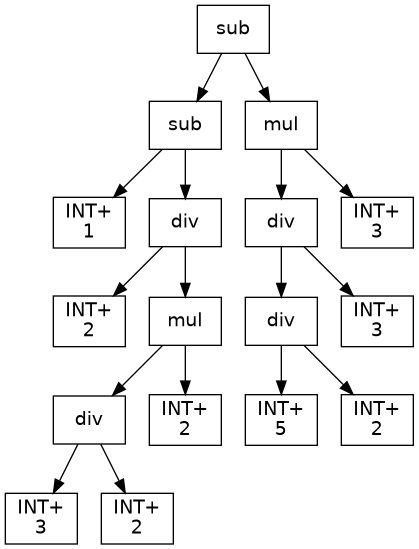 sub
sub
mul
INT+
1
div
div
INT+
3
INT+
2
mul
div
INT+
3
div
INT+
2
INT+
5
INT+
2
INT+
3
INT+
2